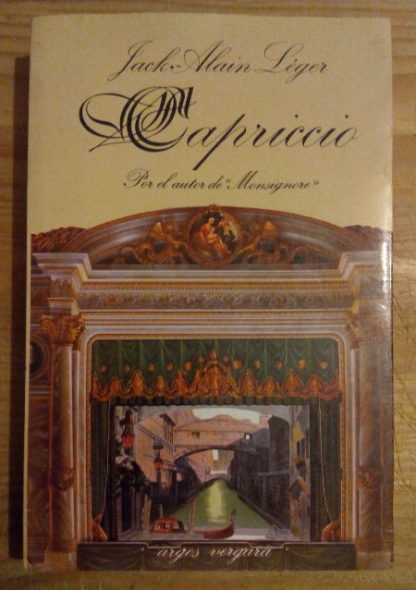 Jack-Alain Léger
Capriccio
Por el autor de "Monsignore"
argos vergara